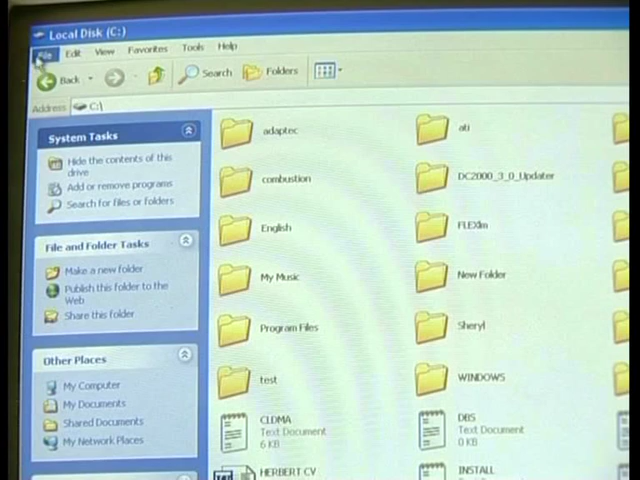 Local Disk (C:)
File Edit View Favorites Tools Help
Back Search Folders
Address C:\
System Tasks
Hide the contents of this
drive
Add or remove programs
Search for files or folders
File and Folder Tasks
Make a new folder
Publish this folder to the
Web
Share this folder
Other Places
My Computer
My Documents
Shared Documents
My Network Places
adaptec
ati
combustion
DC2000_3_0_Updater
English
FLEXlm
My Music
New Folder
Program Files
Sheryl
test
WINDOWS
CLDMA
Text Document
6 KB
DBS
Text Document
0 KB
HERBERT CV
INSTALL
Text Document